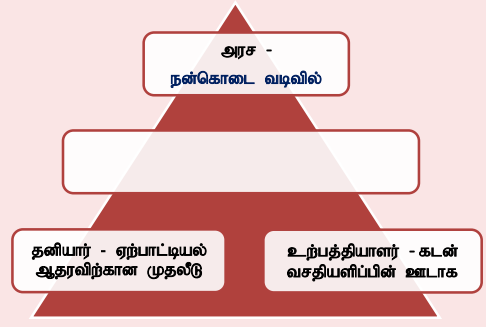 அரச -
நன்கொடை வடிவில்
தனியார் - ஏற்பாட்டியல்
ஆதரவிற்கான முதலீடு
உற்பத்தியாளர் - கடன்
வசதியளிப்பின் ஊடாக